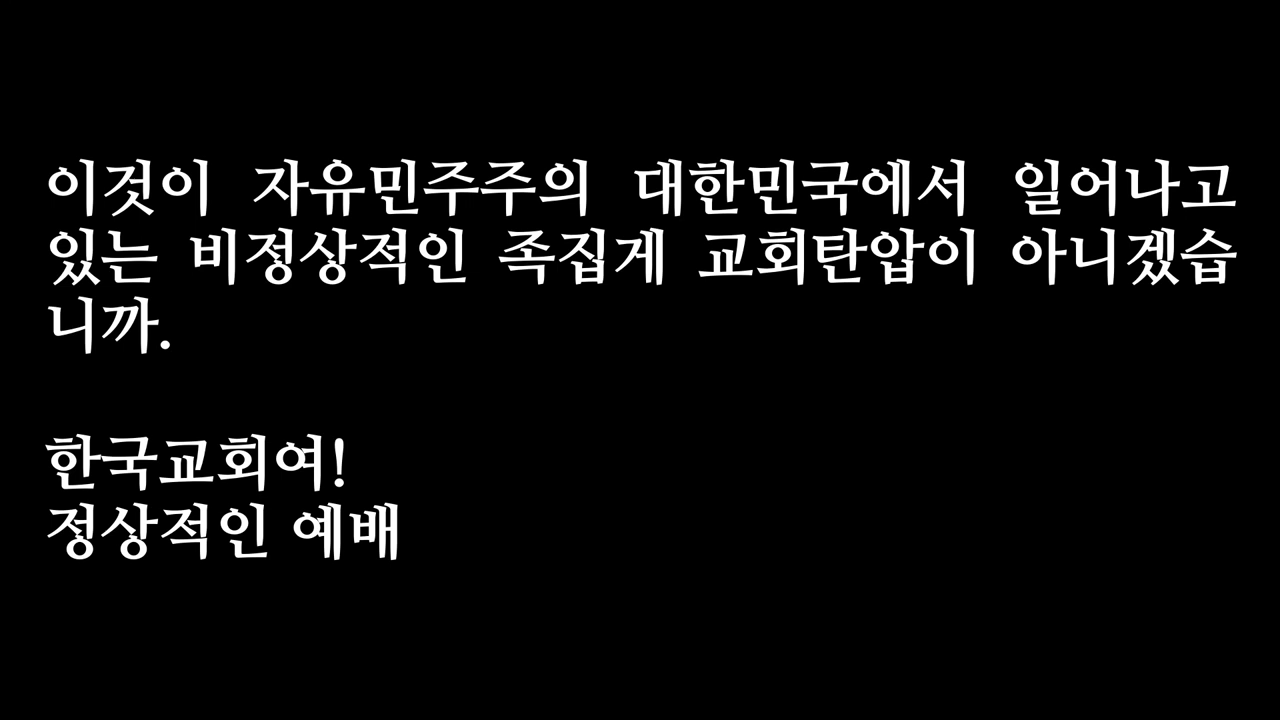 이것이 자유민주주의 대한민국에서 일어나고
있는 비정상적인 족집게 교회탄압이 아니겠습
니까.
한국교회여!
정상적인 예배